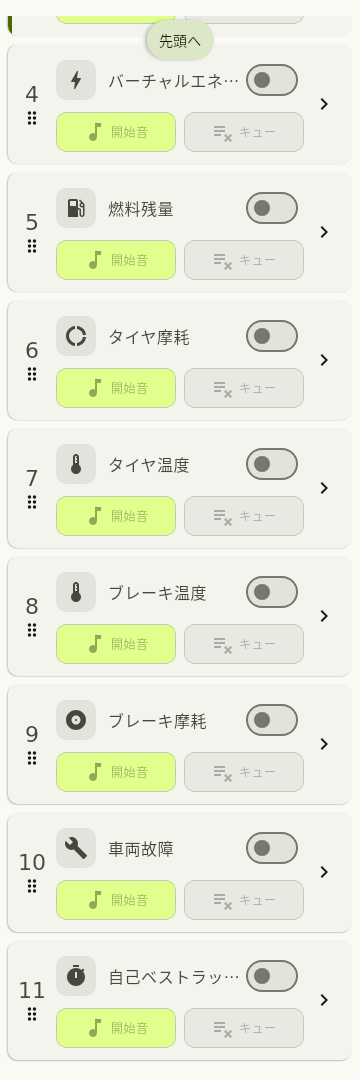 先頭へ
4
バーチャルエネ…
開始音
キュー
5
燃料残量
開始音
キュー
6
タイヤ摩耗
開始音
キュー
7
タイヤ温度
開始音
キュー
8
ブレーキ温度
開始音
キュー
9
ブレーキ摩耗
開始音
キュー
10
車両故障
開始音
キュー
11
自己ベストラッ…
開始音
キュー